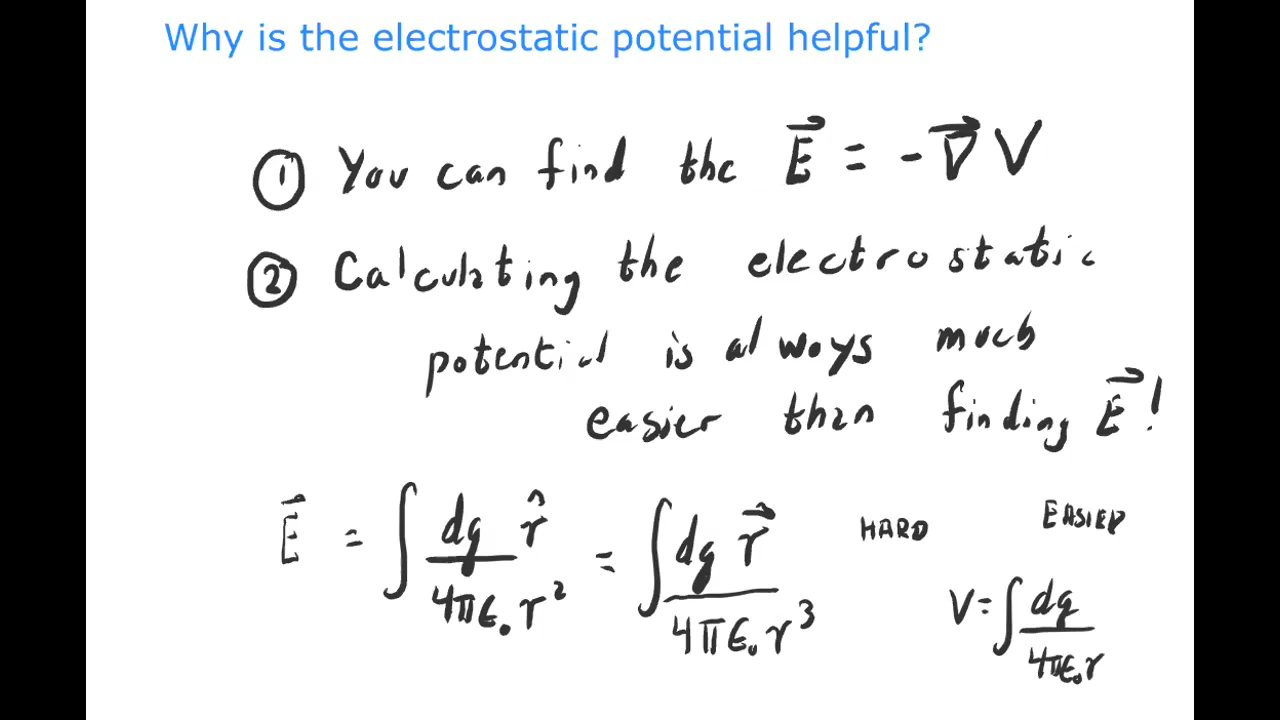 Why is the electrostatic potential helpful?
① You can find the E⃗ = -∇⃗V
② Calculating the electrostatic
potential is always much
easier than finding E⃗!
HARD EASIER
E⃗ = ∫ dq r̂ / 4πε₀r² = ∫ dq r⃗ / 4πε₀r³ V = ∫ dq / 4πε₀r